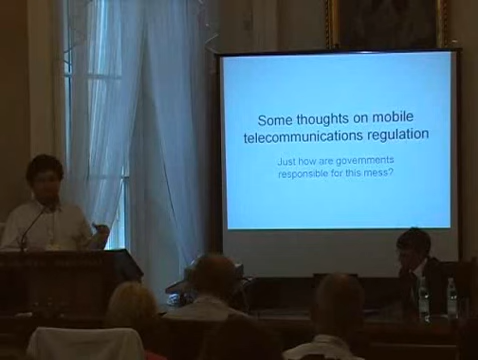 Some thoughts on mobile
telecommunications regulation
Just how are governments
responsible for this mess?